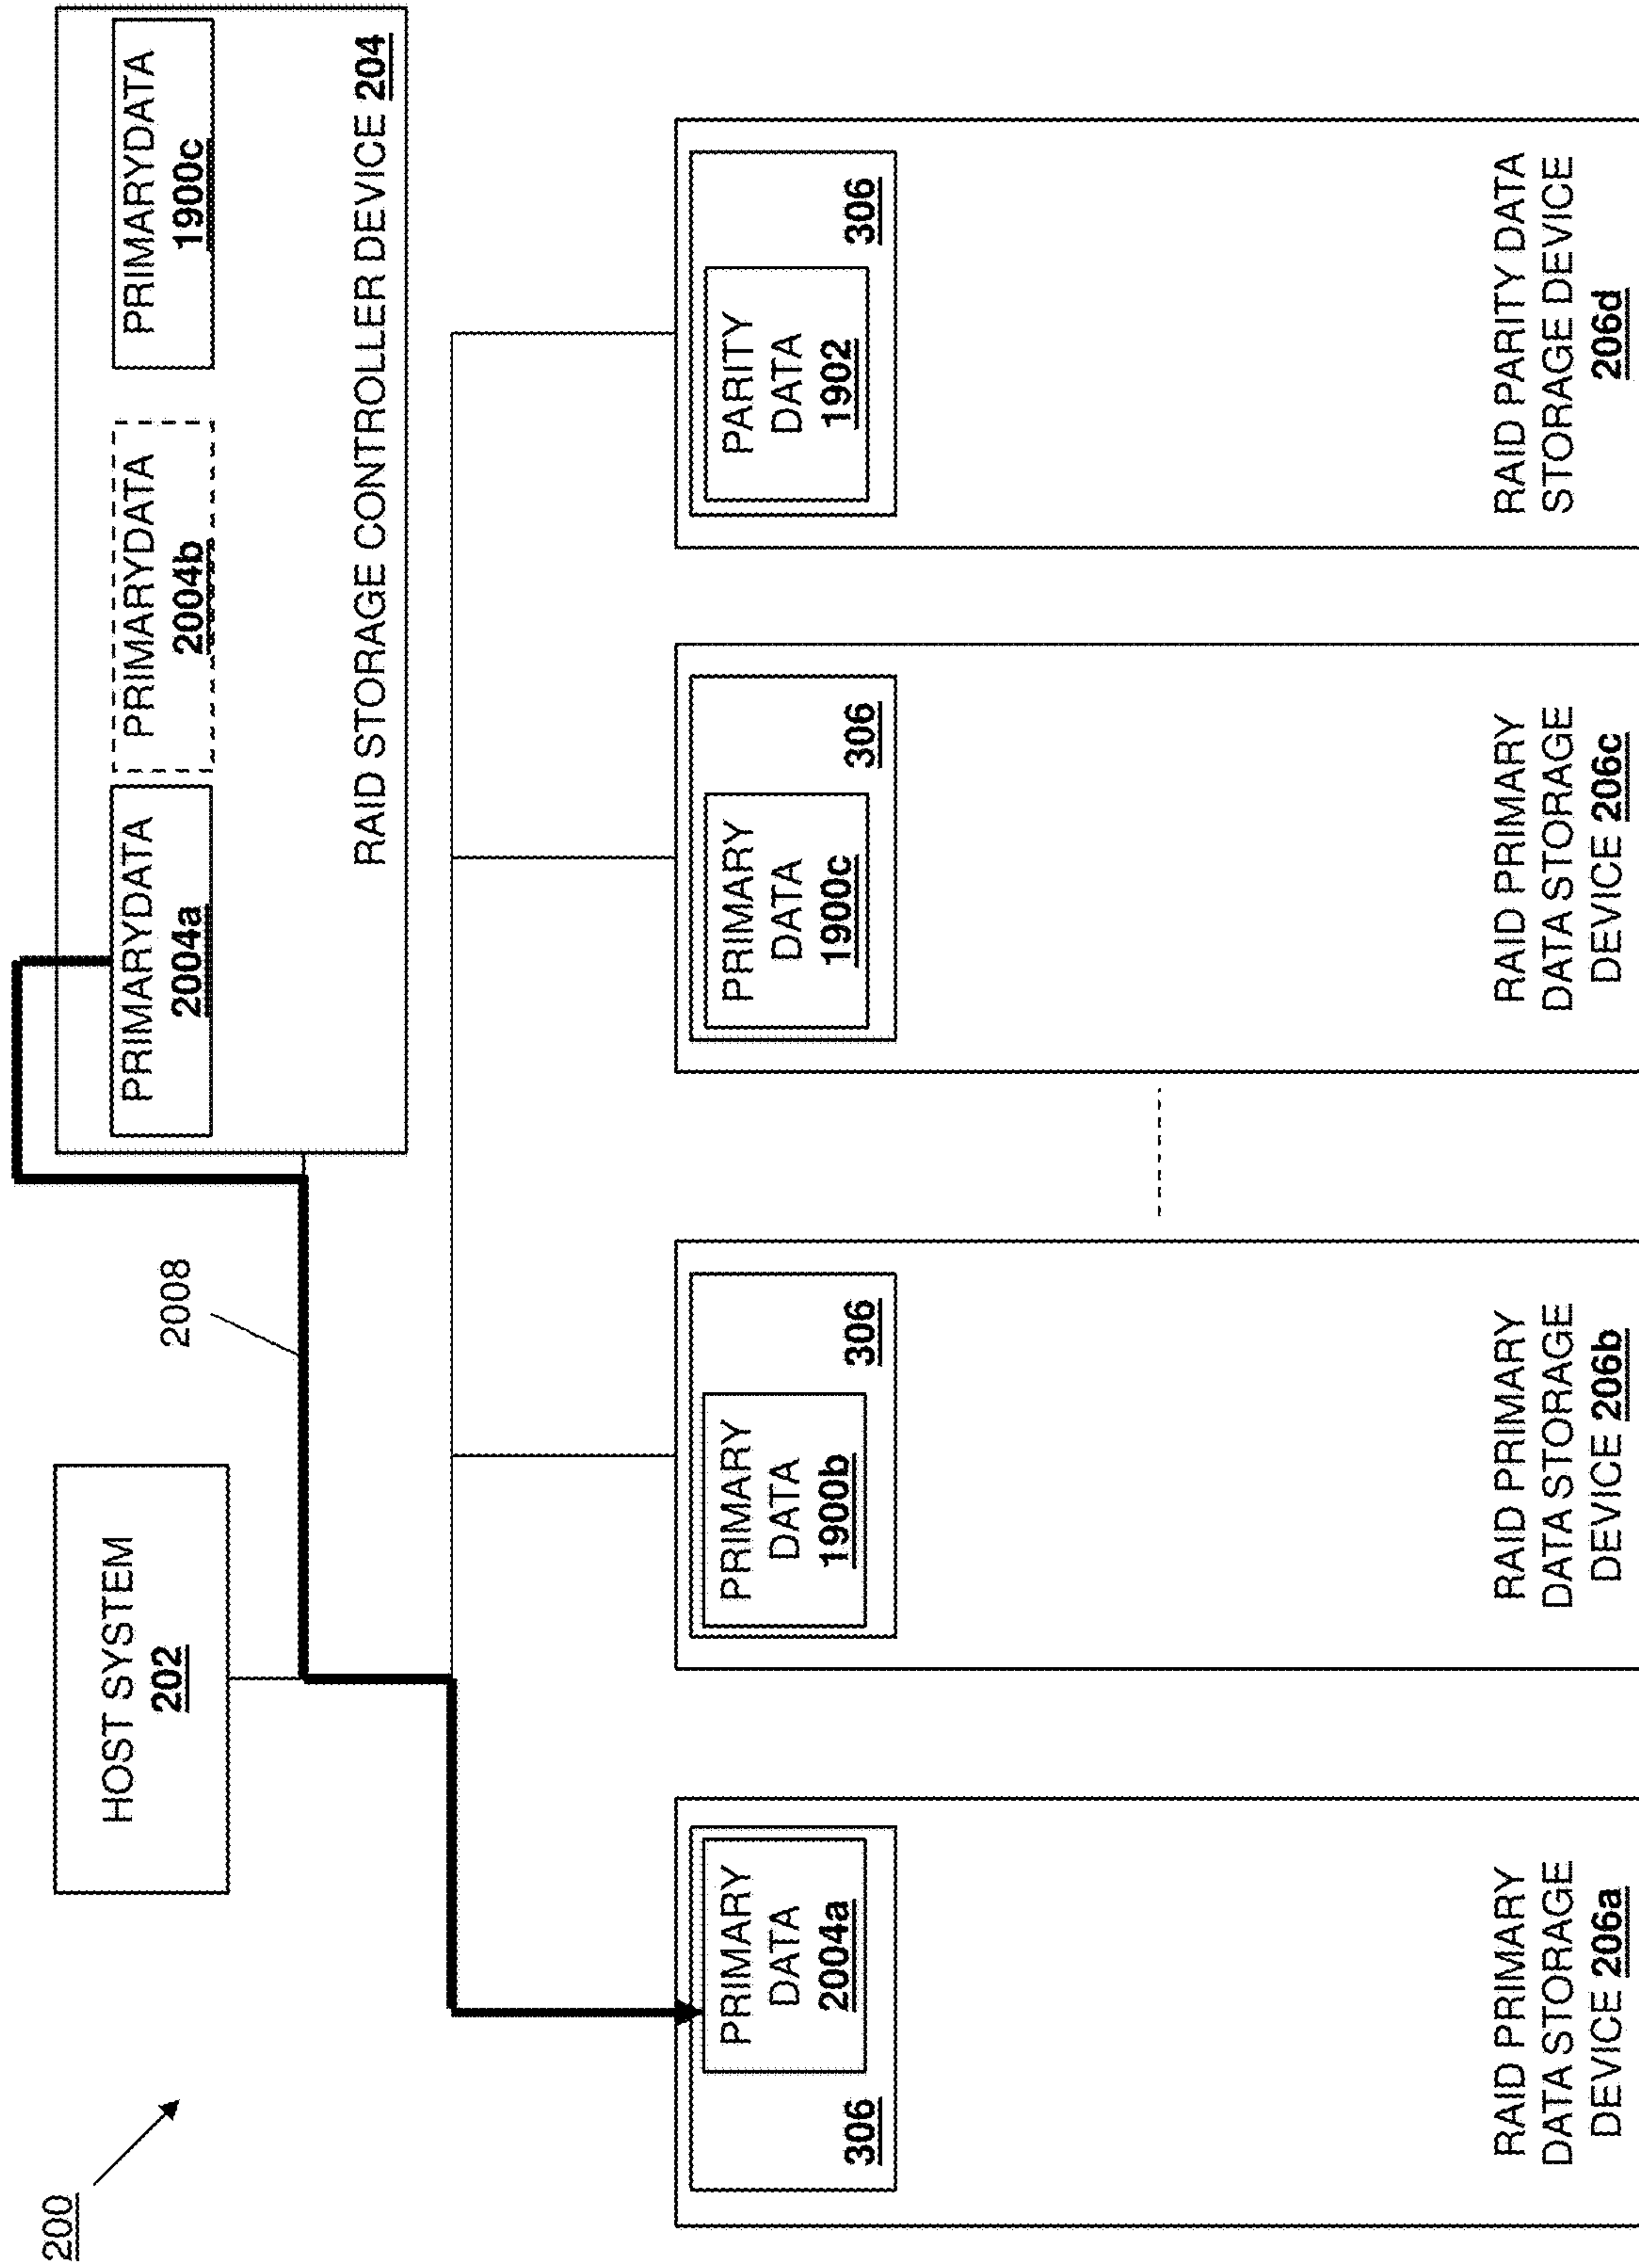 200
HOST SYSTEM
202
2008
PRIMARYDATA
2004a
PRIMARYDATA
2004b
PRIMARYDATA
1900c
RAID STORAGE CONTROLLER DEVICE 204
306
PRIMARY
DATA
2004a
RAID PRIMARY
DATA STORAGE
DEVICE 206a
PRIMARY
DATA
1900b
306
RAID PRIMARY
DATA STORAGE
DEVICE 206b
PRIMARY
DATA
1900c
306
RAID PRIMARY
DATA STORAGE
DEVICE 206c
PARITY
DATA
1902
306
RAID PARITY DATA
STORAGE DEVICE
206d